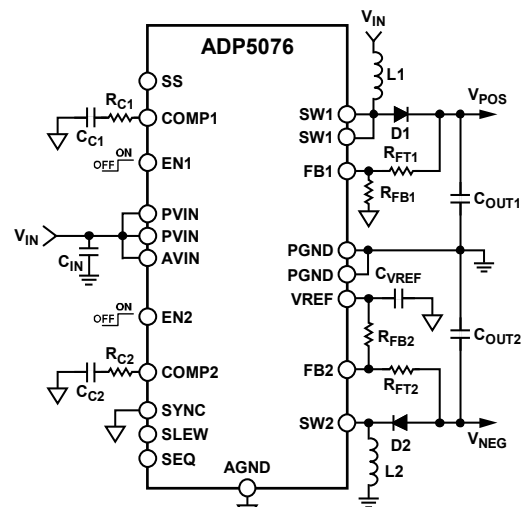 VIN
ADP5076
L1
SS
RC1
CC1
COMP1
SW1
D1
VPOS
SW1
ON
OFF
EN1
FB1
RFT1
RFB1
COUT1
PVIN
VIN
PVIN
CIN
AVIN
PGND
PGND
CVREF
VREF
ON
OFF
EN2
RFB2
COUT2
RC2
CC2
COMP2
FB2
RFT2
SYNC
SW2
D2
VNEG
SLEW
SEQ
L2
AGND